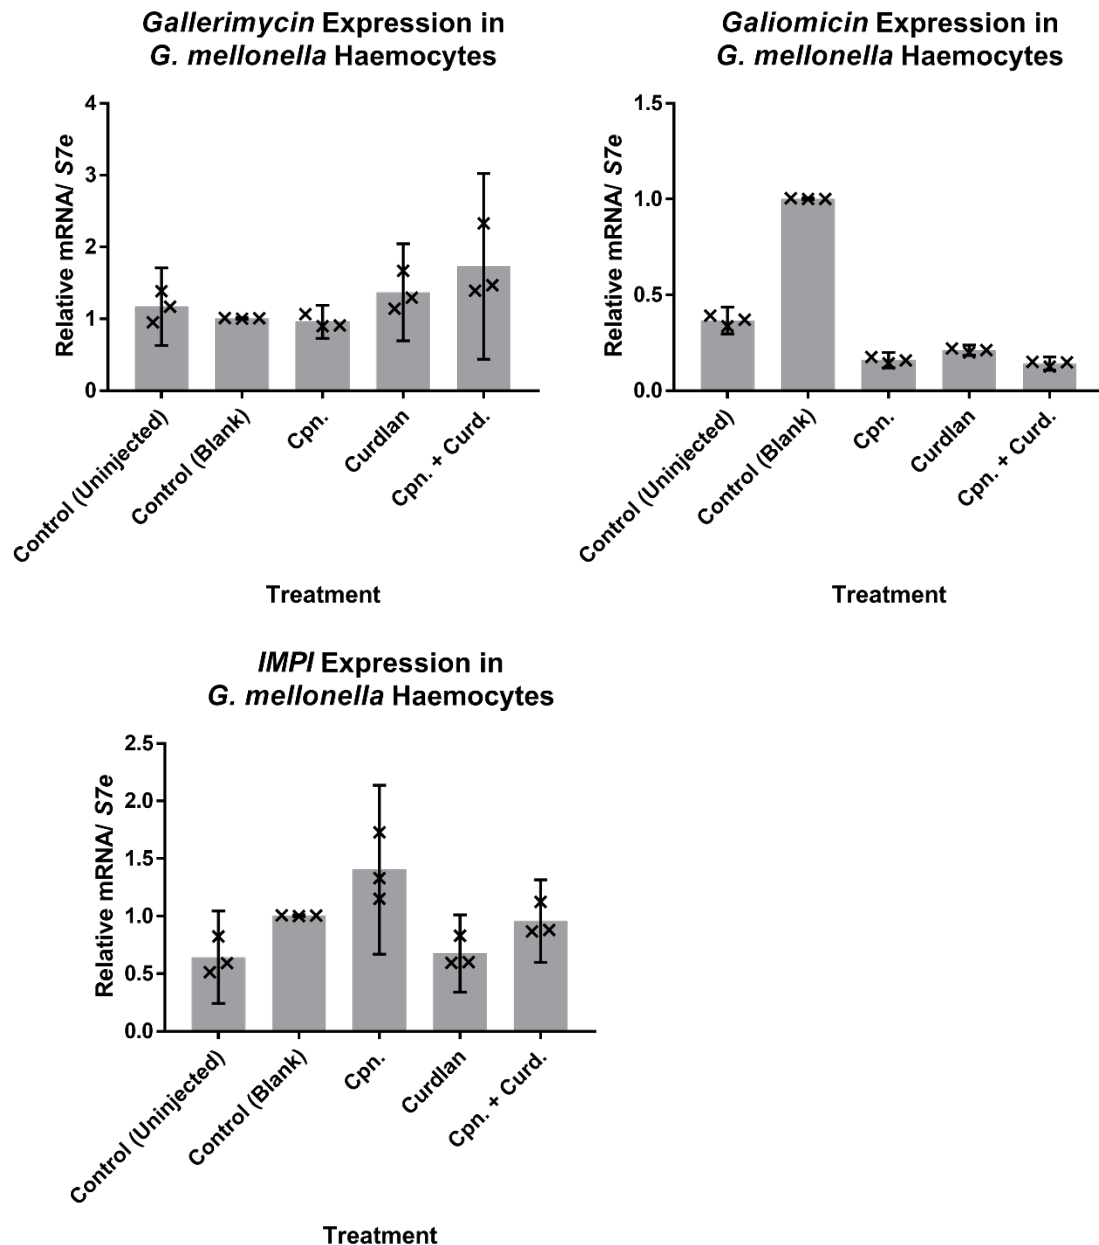 Gallerimycin Expression in
G. mellonella Haemocytes
Relative mRNA/ S7e
4
3
2
1
0
Control (Uninjected)
Control (Blank)
Cpn.
Curdlan
Cpn. + Curd.
Treatment
Galiomicin Expression in
G. mellonella Haemocytes
Relative mRNA/ S7e
1.5
1.0
0.5
0.0
Control (Uninjected)
Control (Blank)
Cpn.
Curdlan
Cpn. + Curd.
Treatment
IMPI Expression in
G. mellonella Haemocytes
Relative mRNA/ S7e
2.5
2.0
1.5
1.0
0.5
0.0
Control (Uninjected)
Control (Blank)
Cpn.
Curdlan
Cpn. + Curd.
Treatment